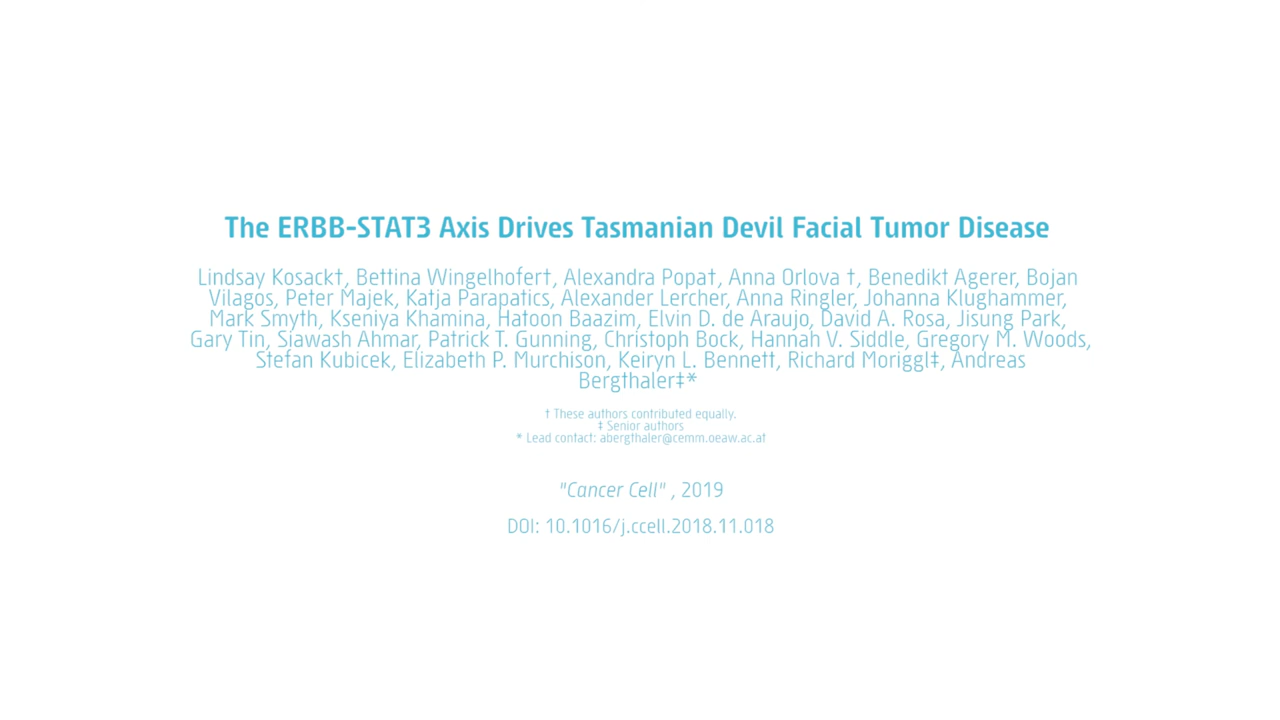 The ERBB-STAT3 Axis Drives Tasmanian Devil Facial Tumor Disease
Lindsay Kosack†, Bettina Wingelhofer†, Alexandra Popa†, Anna Orlova †, Benedikt Agerer, Bojan
Vilagos, Peter Majek, Katja Parapatics, Alexander Lercher, Anna Ringler, Johanna Klughammer,
Mark Smyth, Kseniya Khamina, Hatoon Baazim, Elvin D. de Araujo, David A. Rosa, Jisung Park,
Gary Tin, Siawash Ahmar, Patrick T. Gunning, Christoph Bock, Hannah V. Siddle, Gregory M. Woods,
Stefan Kubicek, Elizabeth P. Murchison, Keiryn L. Bennett, Richard Moriggl‡, Andreas
Bergthaler‡*
† These authors contributed equally.
‡ Senior authors
* Lead contact: abergthaler@cemm.oeaw.ac.at
"Cancer Cell" , 2019
DOI: 10.1016/j.ccell.2018.11.018